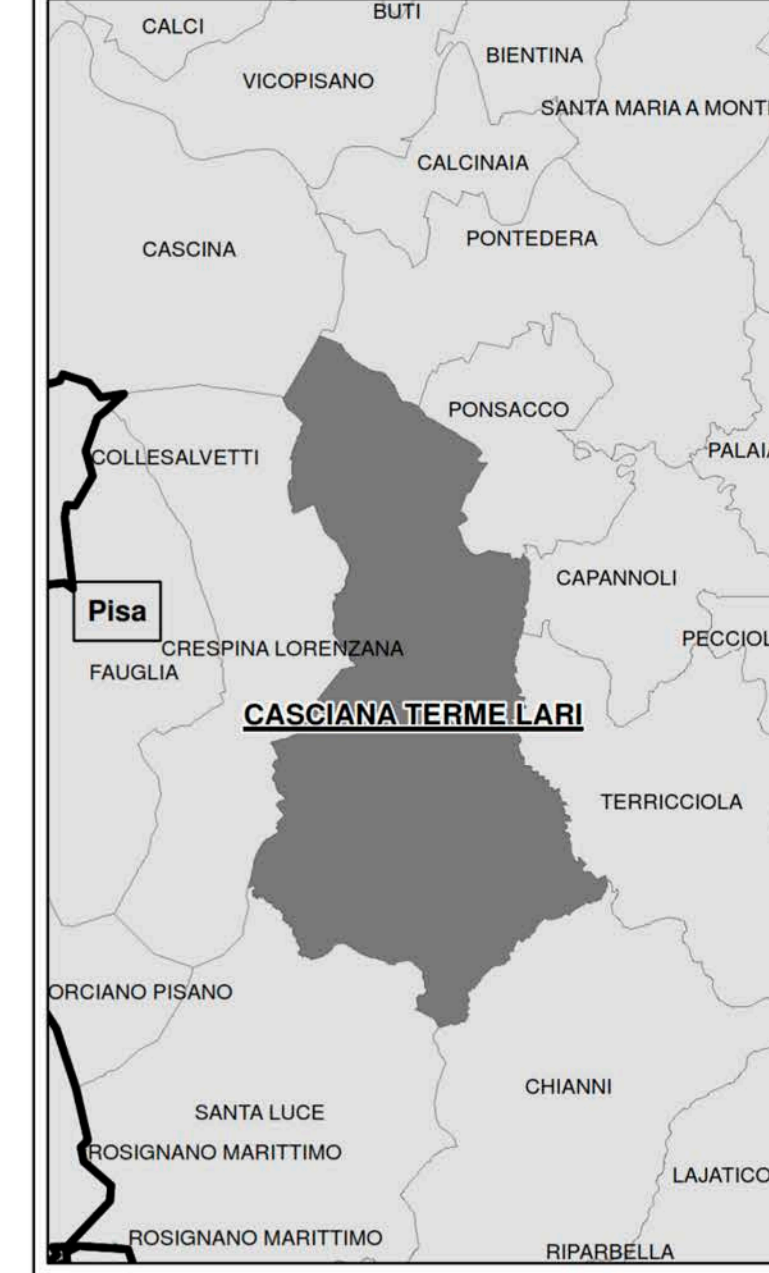 BUTI
CALCI
BIENTINA
VICOPISANO
SANTA MARIA A MONT
CALCINAIA
PONTEDERA
CASCINA
PONSACCO
PALAI
COLLESALVETTI
CAPANNOLI
Pisa
PECCIOL
CRESPINA LORENZANA
FAUGLIA
CASCIANA TERME LARI
TERRICCIOLA
ORCIANO PISANO
CHIANNI
SANTA LUCE
ROSIGNANO MARITTIMO
LAJATICO
ROSIGNANO MARITTIMO
RIPARBELLA